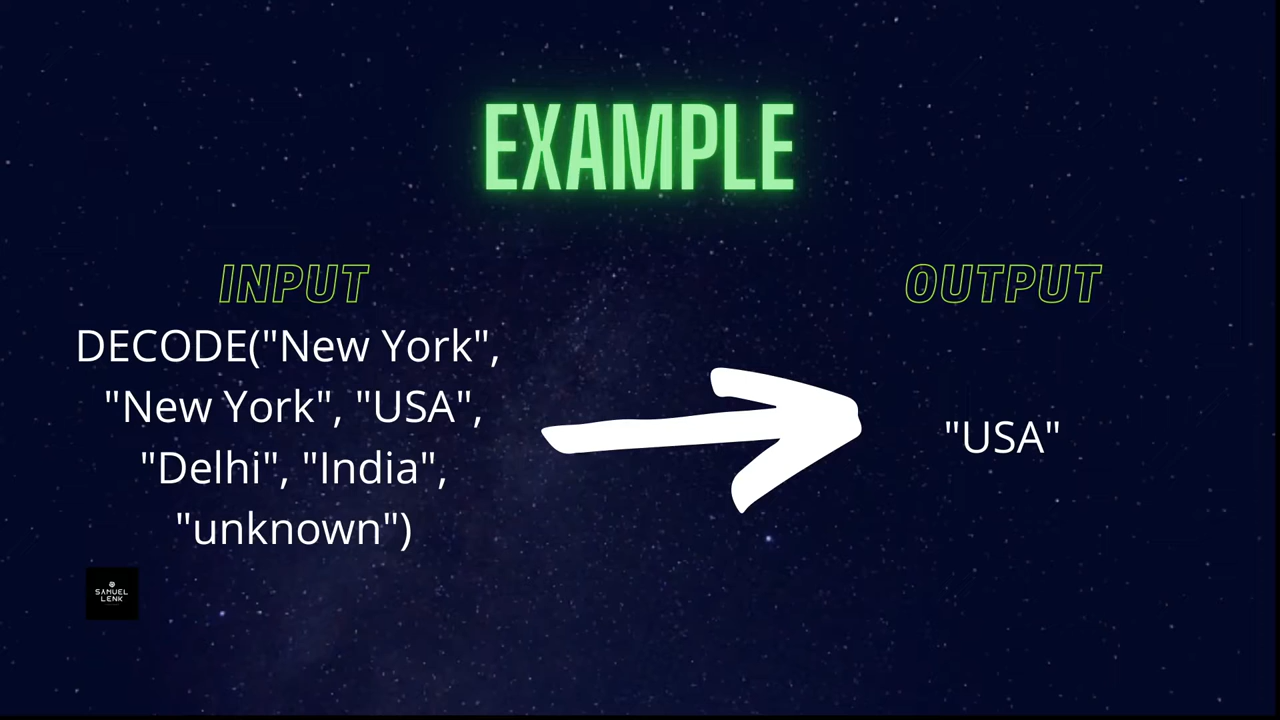 EXAMPLE
INPUT
DECODE("New York",
"New York", "USA",
"Delhi", "India",
"unknown")
OUTPUT
"USA"
SAMUEL
LENK